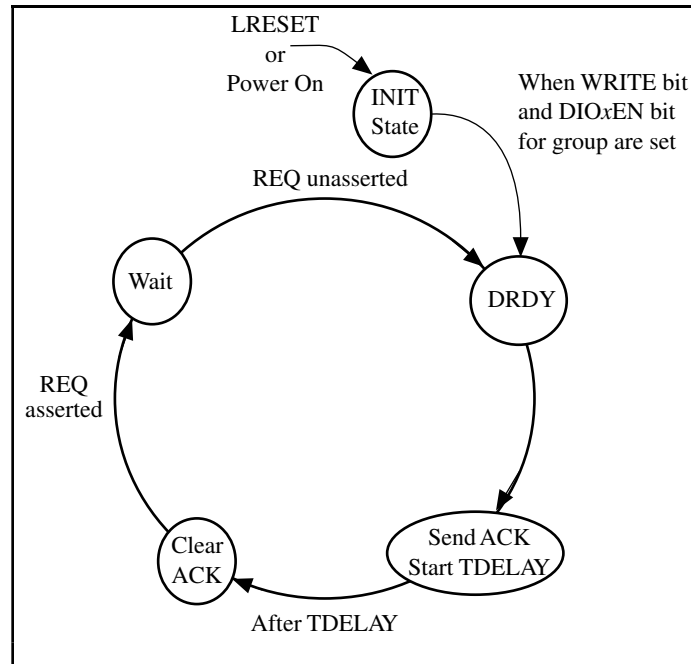 LRESET
or
Power On
INIT
State
When WRITE bit
and DIOxEN bit
for group are set
REQ unasserted
Wait
DRDY
REQ
asserted
Clear
ACK
Send ACK
Start TDELAY
After TDELAY